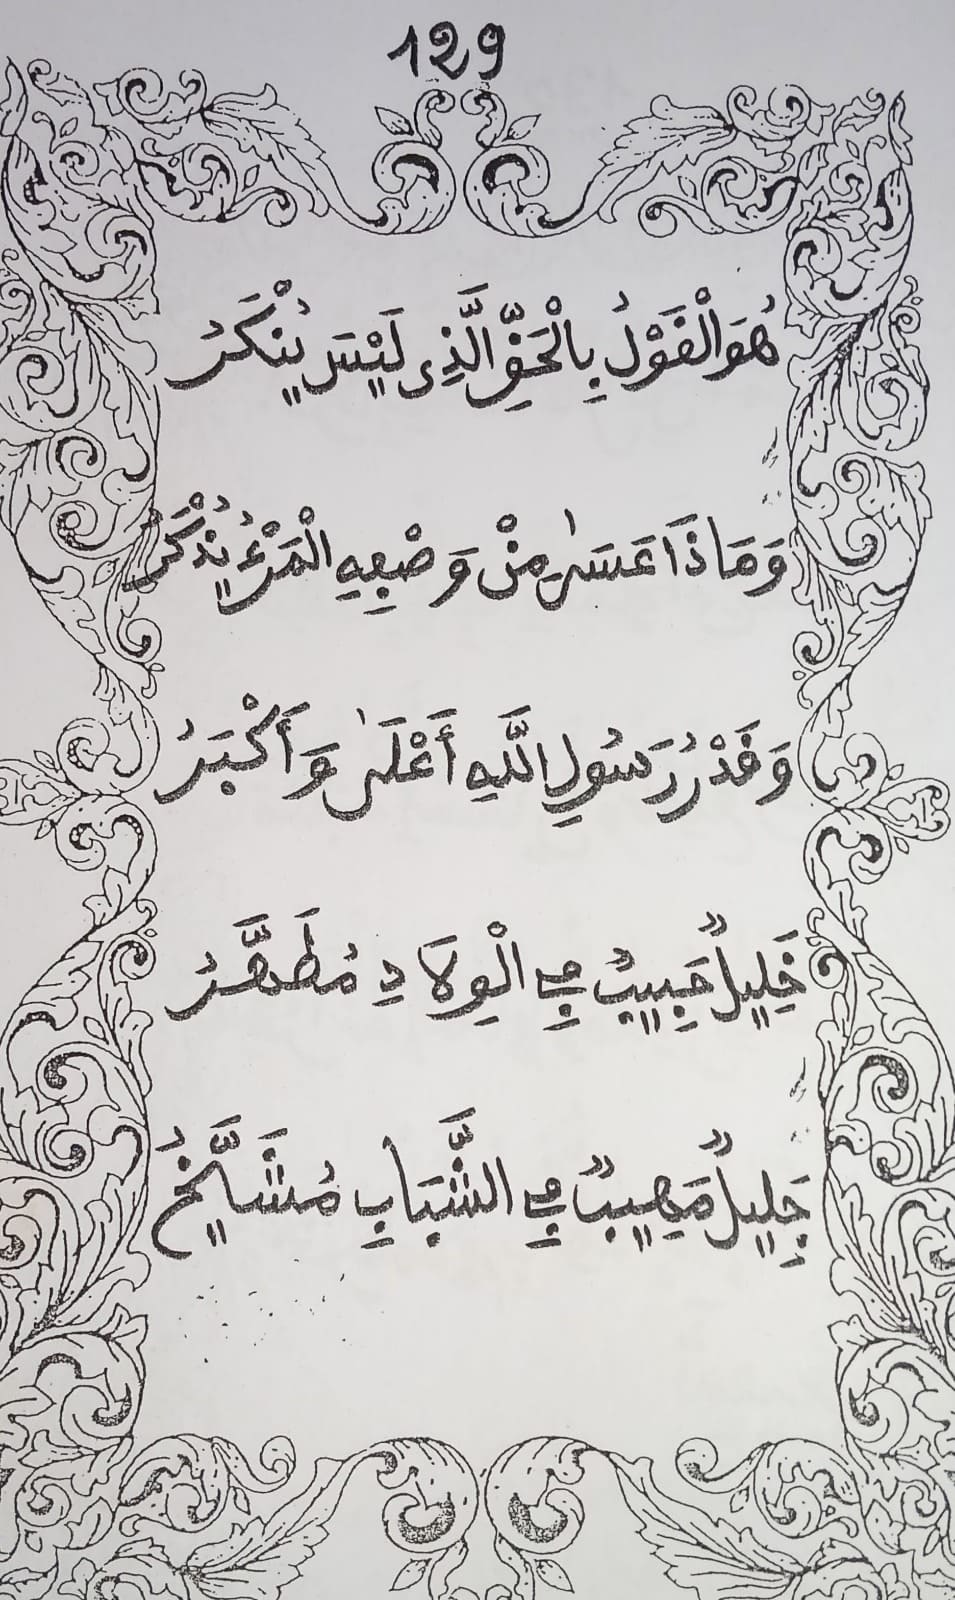 129
هُوَ الْقَوْلُ بِالْحَقِّ الَّذِي لَيْسَ يُنْكَرُ
وَمَاذَا عَسَىٰ مِنْ وَصْفِهِ الْمَرْءُ يُذْكَرُ
وَقَدْرُ رَسُولِ اللَّهِ أَعْلَىٰ وَأَكْبَرُ
خَلِيلٌ حَبِيبٌ فِي الْوِلَادِ مُطَهَّرُ
جَلِيلٌ مَهِيبٌ فِي الشَّبَابِ مُشَيَّخُ